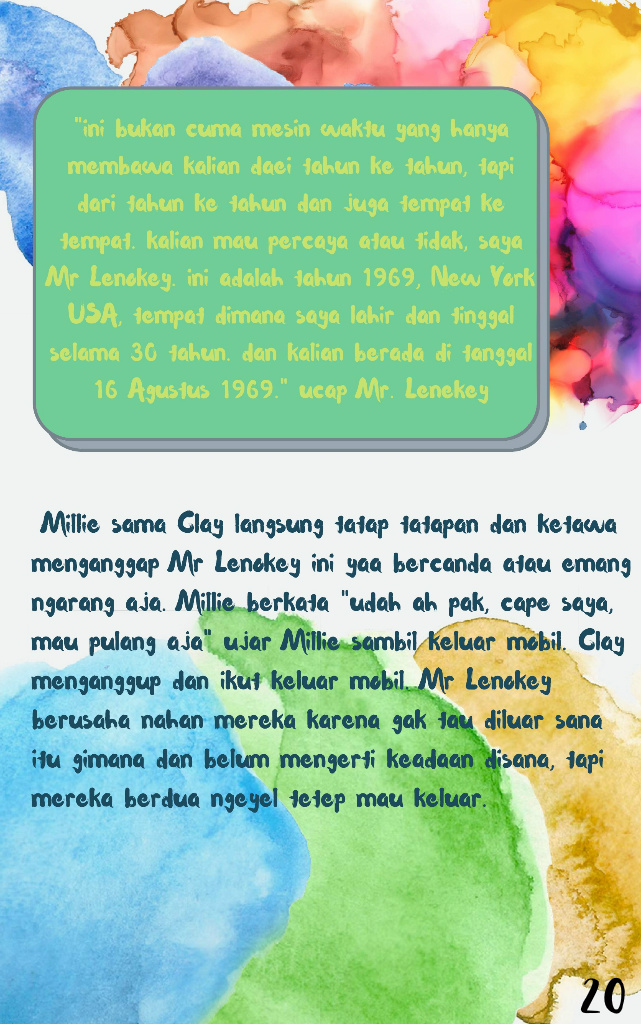 "ini bukan cuma mesin waktu yang hanya
membawa kalian daei tahun ke tahun, tapi
dari tahun ke tahun dan juga tempat ke
tempat. kalian mau percaya atau tidak, saya
Mr Lenokey. ini adalah tahun 1969, New York
USA, tempat dimana saya lahir dan tinggal
selama 30 tahun. dan kalian berada di tanggal
16 Agustus 1969." ucap Mr. Lenekey
Millie sama Clay langsung tatap tatapan dan ketawa
menganggap Mr Lenokey ini yaa bercanda atau emang
ngarang aja. Millie berkata "udah ah pak, cape saya,
mau pulang aja" ujar Millie sambil keluar mobil. Clay
menganggup dan ikut keluar mobil. Mr Lenokey
berusaha nahan mereka karena gak tau diluar sana
itu gimana dan belum mengerti keadaan disana, tapi
mereka berdua ngeyel tetep mau keluar.
20